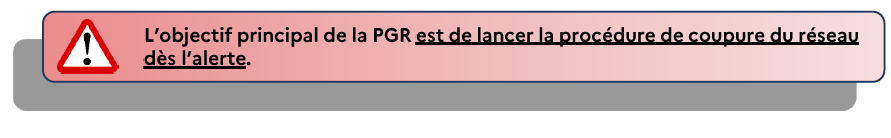 L'objectif principal de la PGR est de lancer la procédure de coupure du réseau
dès l'alerte.